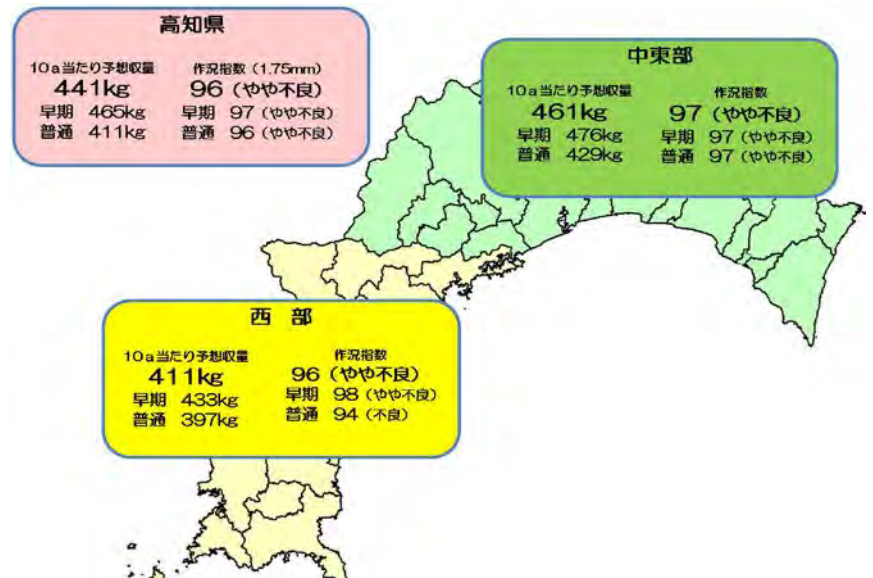 高知県
10a当たり予想収量 作況指数（1.75mm）
441kg 96（やや不良）
早期 465kg 早期 97（やや不良）
普通 411kg 普通 96（やや不良）
中東部
10a当たり予想収量 作況指数
461kg 97（やや不良）
早期 476kg 早期 97（やや不良）
普通 429kg 普通 97（やや不良）
西 部
10a当たり予想収量 作況指数
411kg 96（やや不良）
早期 433kg 早期 98（やや不良）
普通 397kg 普通 94（不良）